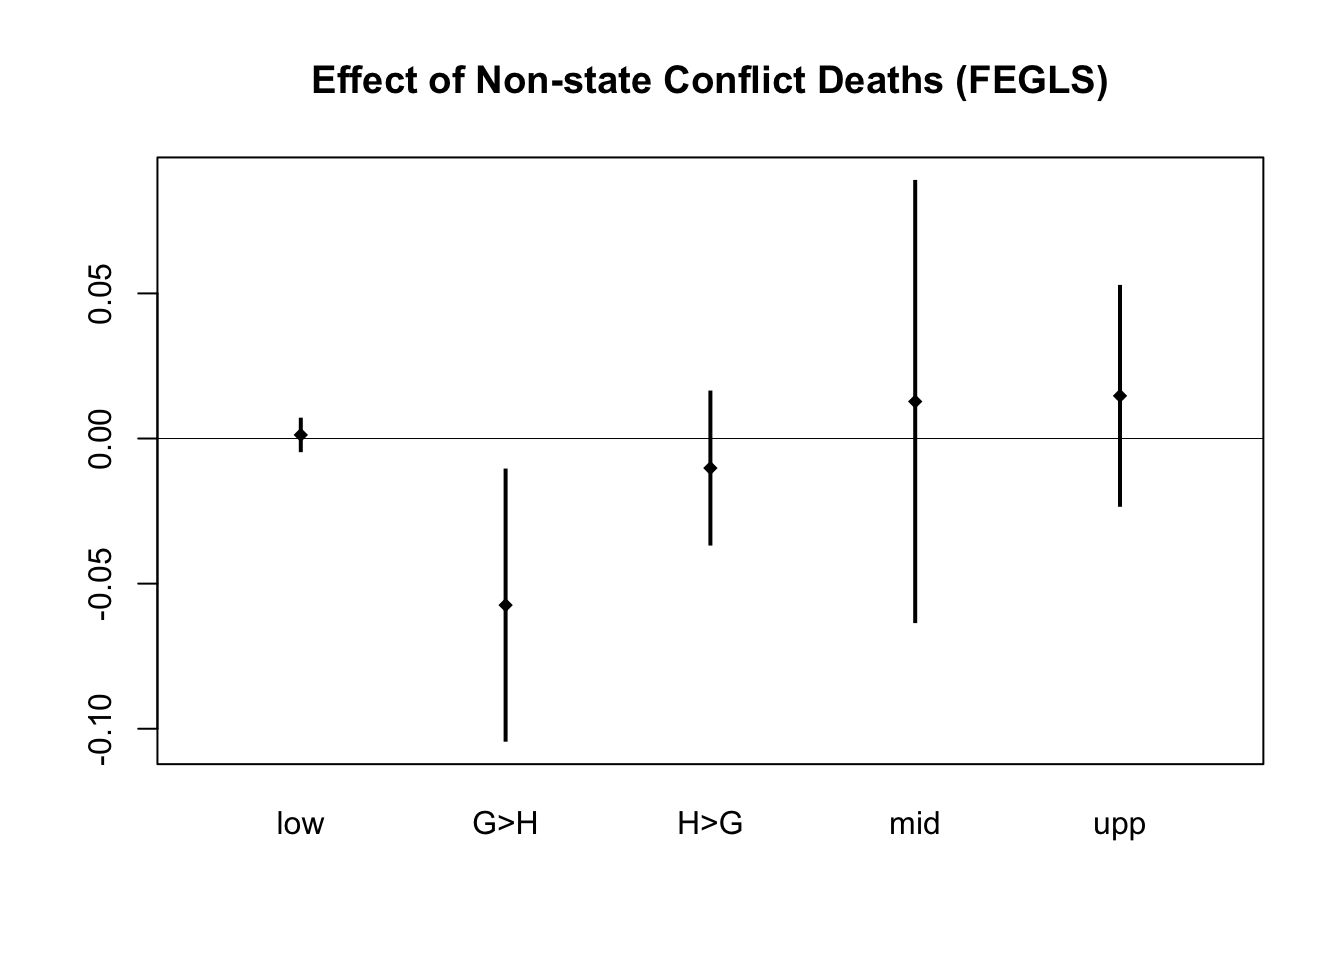 Effect of Non-state Conflict Deaths (FEGLS)
0.05
0.00
-0.05
-0.10
low G>H H>G mid upp